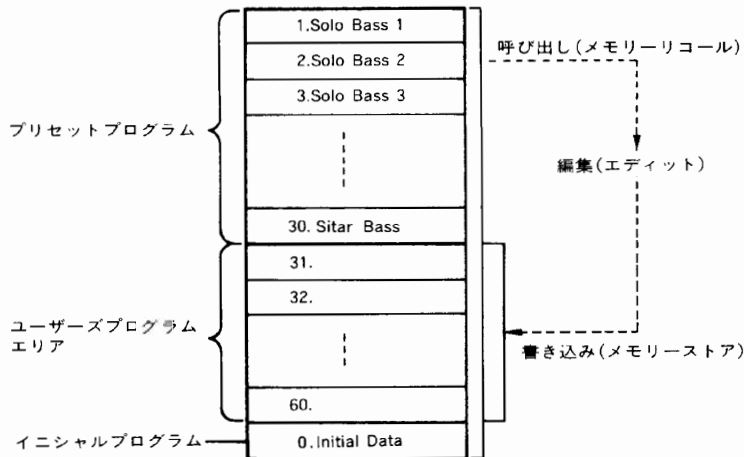 1.Solo Bass 1
2.Solo Bass 2
3.Solo Bass 3
30. Sitar Bass
31.
32.
60.
0.Initial Data
プリセットプログラム
ユーザーズプログラム
エリア
イニシャルプログラム
呼び出し(メモリーリコール)
編集(エディット)
書き込み(メモリーストア)